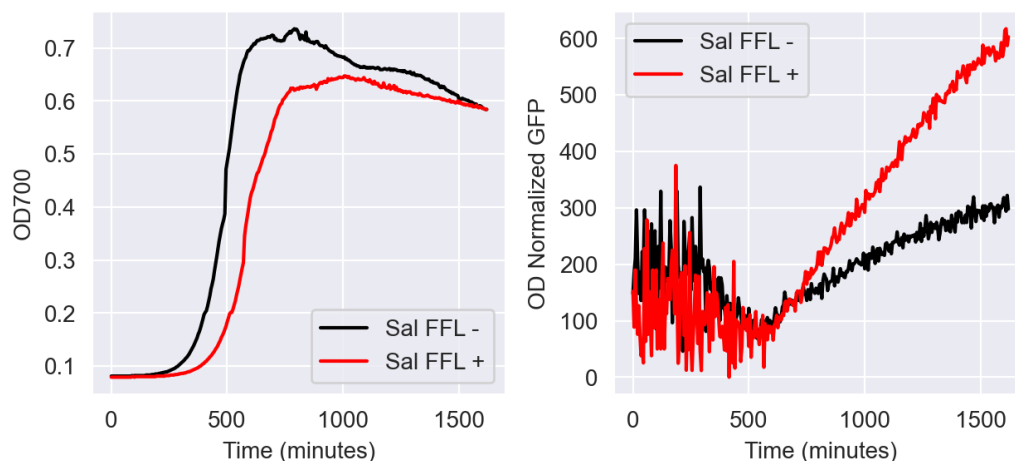 OD700
0.7
0.6
0.5
0.4
0.3
0.2
0.1
Sal FFL -
Sal FFL +
0
500
1000
1500
Time (minutes)
OD Normalized GFP
600
500
400
300
200
100
0
Sal FFL -
Sal FFL +
0
500
1000
1500
Time (minutes)